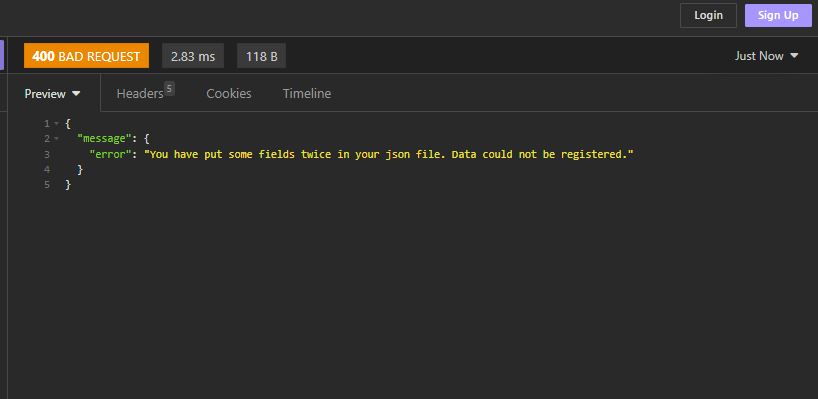 Login Sign Up
400 BAD REQUEST 2.83 ms 118 B Just Now
Preview Headers 5 Cookies Timeline
1 {
2 "message": {
3 "error": "You have put some fields twice in your json file. Data could not be registered."
4 }
5 }